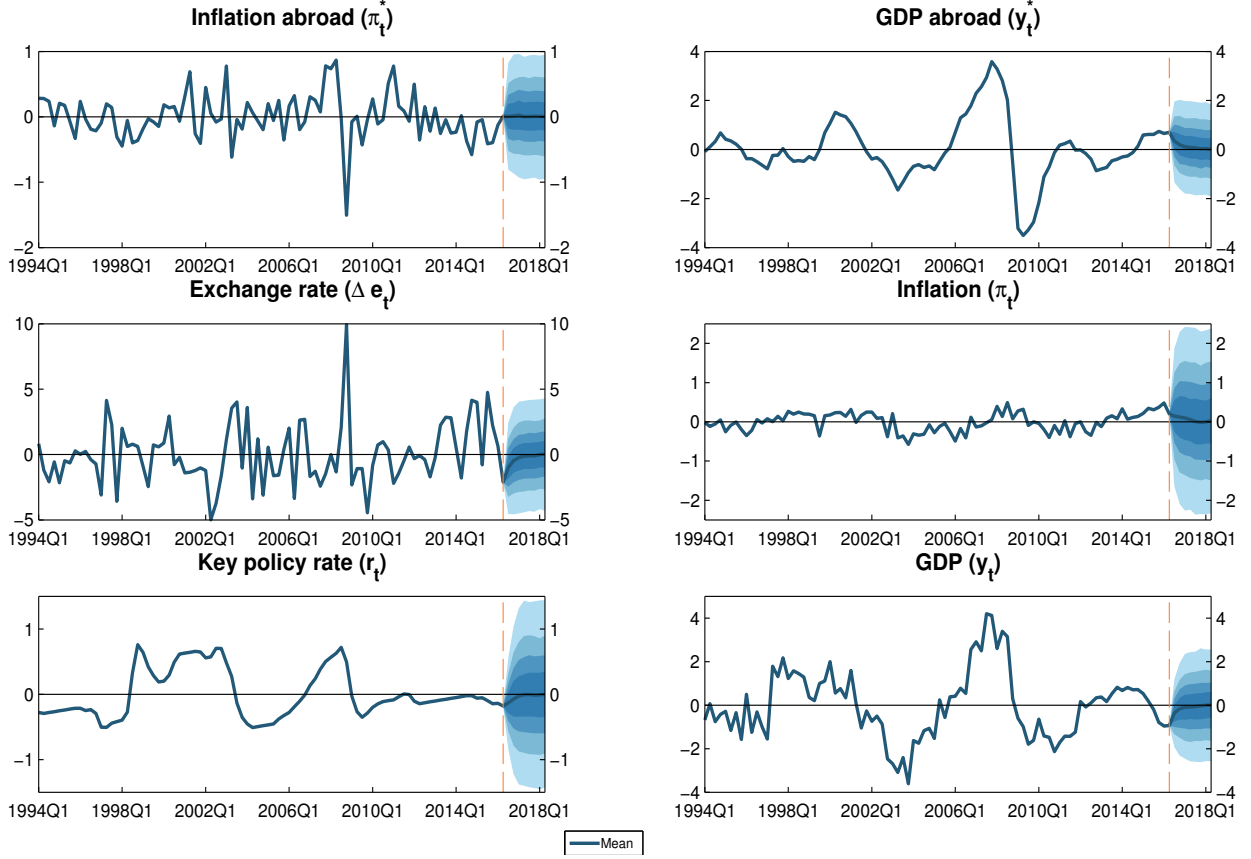 Inflation abroad (π*t)
1 1
0 0
−1 −1
−2 −2
1994Q1 1998Q1 2002Q1 2006Q1 2010Q1 2014Q1 2018Q1
GDP abroad (y*t)
4 4
2 2
0 0
−2 −2
−4 −4
1994Q1 1998Q1 2002Q1 2006Q1 2010Q1 2014Q1 2018Q1
Exchange rate (Δ et)
10 10
5 5
0 0
−5 −5
1994Q1 1998Q1 2002Q1 2006Q1 2010Q1 2014Q1 2018Q1
Inflation (πt)
2 2
1 1
0 0
−1 −1
−2 −2
1994Q1 1998Q1 2002Q1 2006Q1 2010Q1 2014Q1 2018Q1
Key policy rate (rt)
1 1
0 0
−1 −1
1994Q1 1998Q1 2002Q1 2006Q1 2010Q1 2014Q1 2018Q1
GDP (yt)
4 4
2 2
0 0
−2 −2
−4 −4
1994Q1 1998Q1 2002Q1 2006Q1 2010Q1 2014Q1 2018Q1
Mean